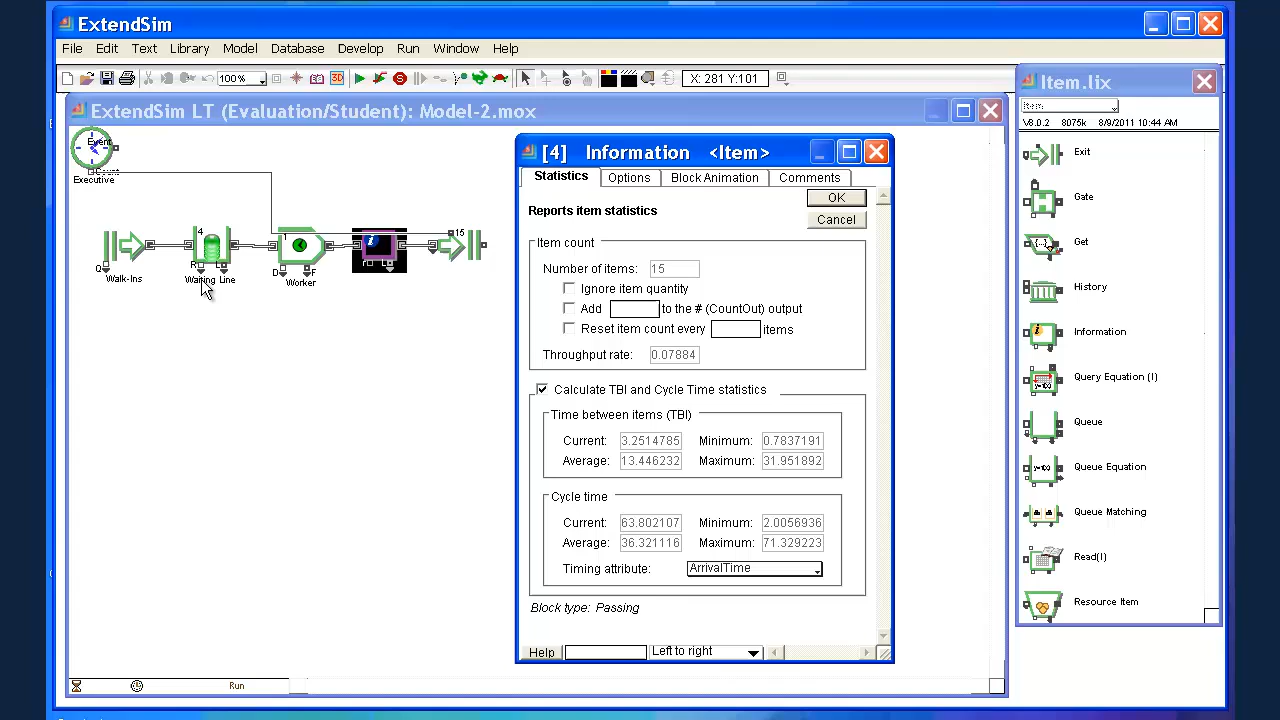 ExtendSim
File Edit Text Library Model Database Develop Run Window Help
100% 3D S X: 281 Y:101
ExtendSim LT (Evaluation/Student): Model-2.mox
Event
Count
Executive
4
1
15
i
Q
R L
D F
r L
Walk-Ins
Waiting Line
Worker
Run
[4] Information <Item>
Statistics Options Block Animation Comments
OK
Cancel
Reports item statistics
Item count
Number of items: 15
Ignore item quantity
Add to the # (CountOut) output
Reset item count every items
Throughput rate: 0.07884
Calculate TBI and Cycle Time statistics
Time between items (TBI)
Current: 3.2514785 Minimum: 0.7837191
Average: 13.446232 Maximum: 31.951892
Cycle time
Current: 63.802107 Minimum: 2.0056936
Average: 36.321116 Maximum: 71.329223
Timing attribute: ArrivalTime
Block type: Passing
Help Left to right
Item.lix
Item
V8.0.2 8075k 8/9/2011 10:44 AM
Exit
Gate
Get
History
Information
Query Equation (I)
Queue
Queue Equation
Queue Matching
Read(I)
Resource Item